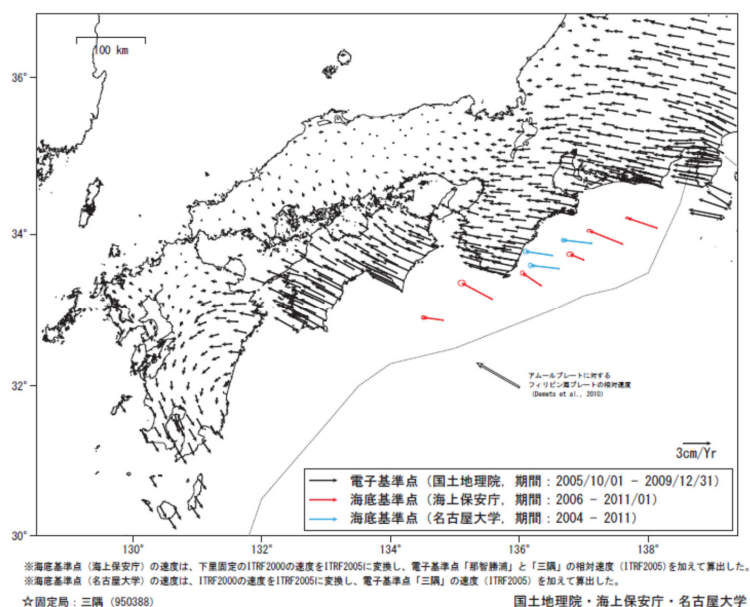 100 km
36°
34°
32°
30°
130°
132°
134°
136°
138°
アムールプレートに対する
フィリピン海プレートの相対速度
(Demets et al., 2010)
3cm/Yr
電子基準点（国土地理院, 期間：2005/10/01 - 2009/12/31）
海底基準点（海上保安庁, 期間：2006 - 2011/01）
海底基準点（名古屋大学, 期間：2004 - 2011）
※海底基準点（海上保安庁）の速度は、下里固定のITRF2000の速度をITRF2005に変換し、電子基準点「那智勝浦」と「三隅」の相対速度（ITRF2005）を加えて算出した。
※海底基準点（名古屋大学）の速度は、ITRF2000の速度をITRF2005に変換し、電子基準点「三隅」の速度（ITRF2005）を加えて算出した。
☆固定局：三隅（950388）
国土地理院・海上保安庁・名古屋大学